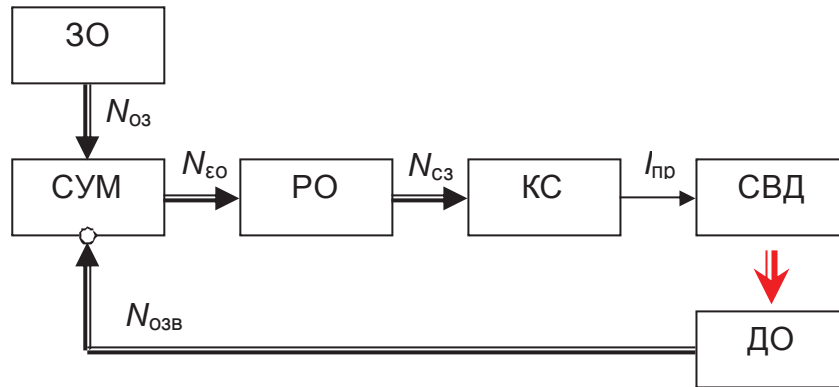 ЗО
Nоз
СУМ
Nεо
РО
Nсз
КС
Iпр
СВД
Nозв
ДО